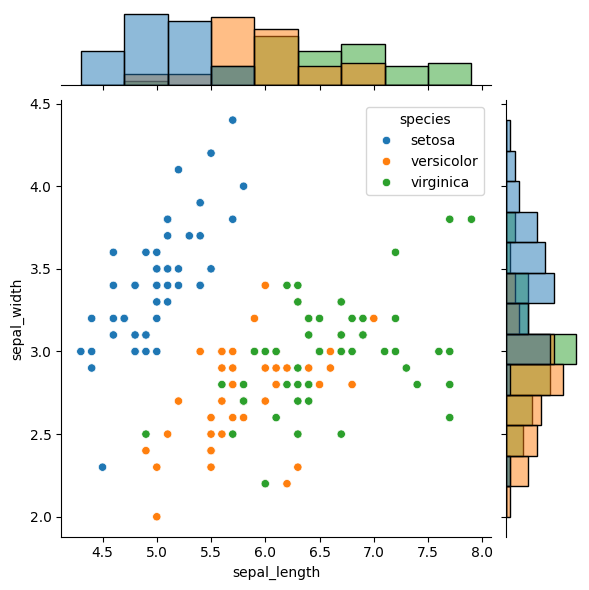 4.5
4.0
3.5
3.0
2.5
2.0
sepal_width
species
setosa
versicolor
virginica
4.5 5.0 5.5 6.0 6.5 7.0 7.5 8.0
sepal_length